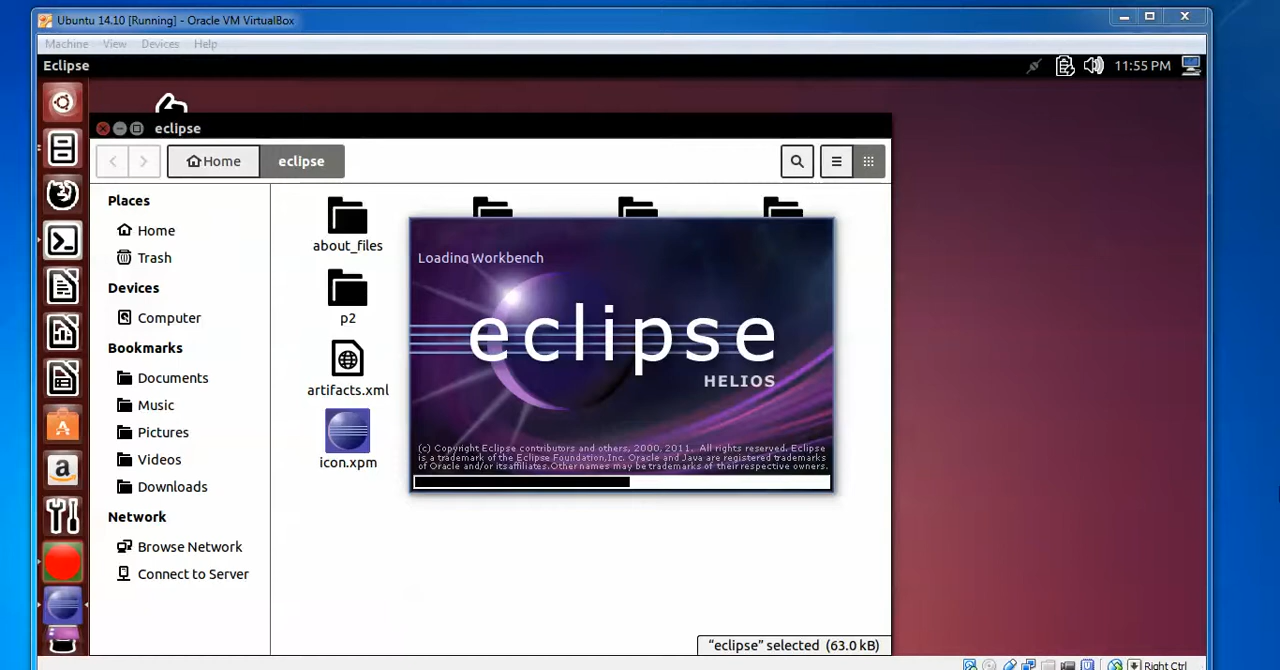 Ubuntu 14.10 [Running] - Oracle VM VirtualBox
Machine View Devices Help
Eclipse 11:55 PM
eclipse
Home eclipse
Places
Home
Trash
Devices
Computer
Bookmarks
Documents
Music
Pictures
Videos
Downloads
Network
Browse Network
Connect to Server
about_files
p2
artifacts.xml
icon.xpm
Loading Workbench
eclipse
HELIOS
(c) Copyright Eclipse contributors and others, 2000, 2011. All rights reserved. Eclipse
is a trademark of the Eclipse Foundation,Inc. Oracle and Java are registered trademarks
of Oracle and/or itsaffiliates.Other names may be trademarks of their respective owners.
"eclipse" selected (63.0 kB)
Right Ctrl